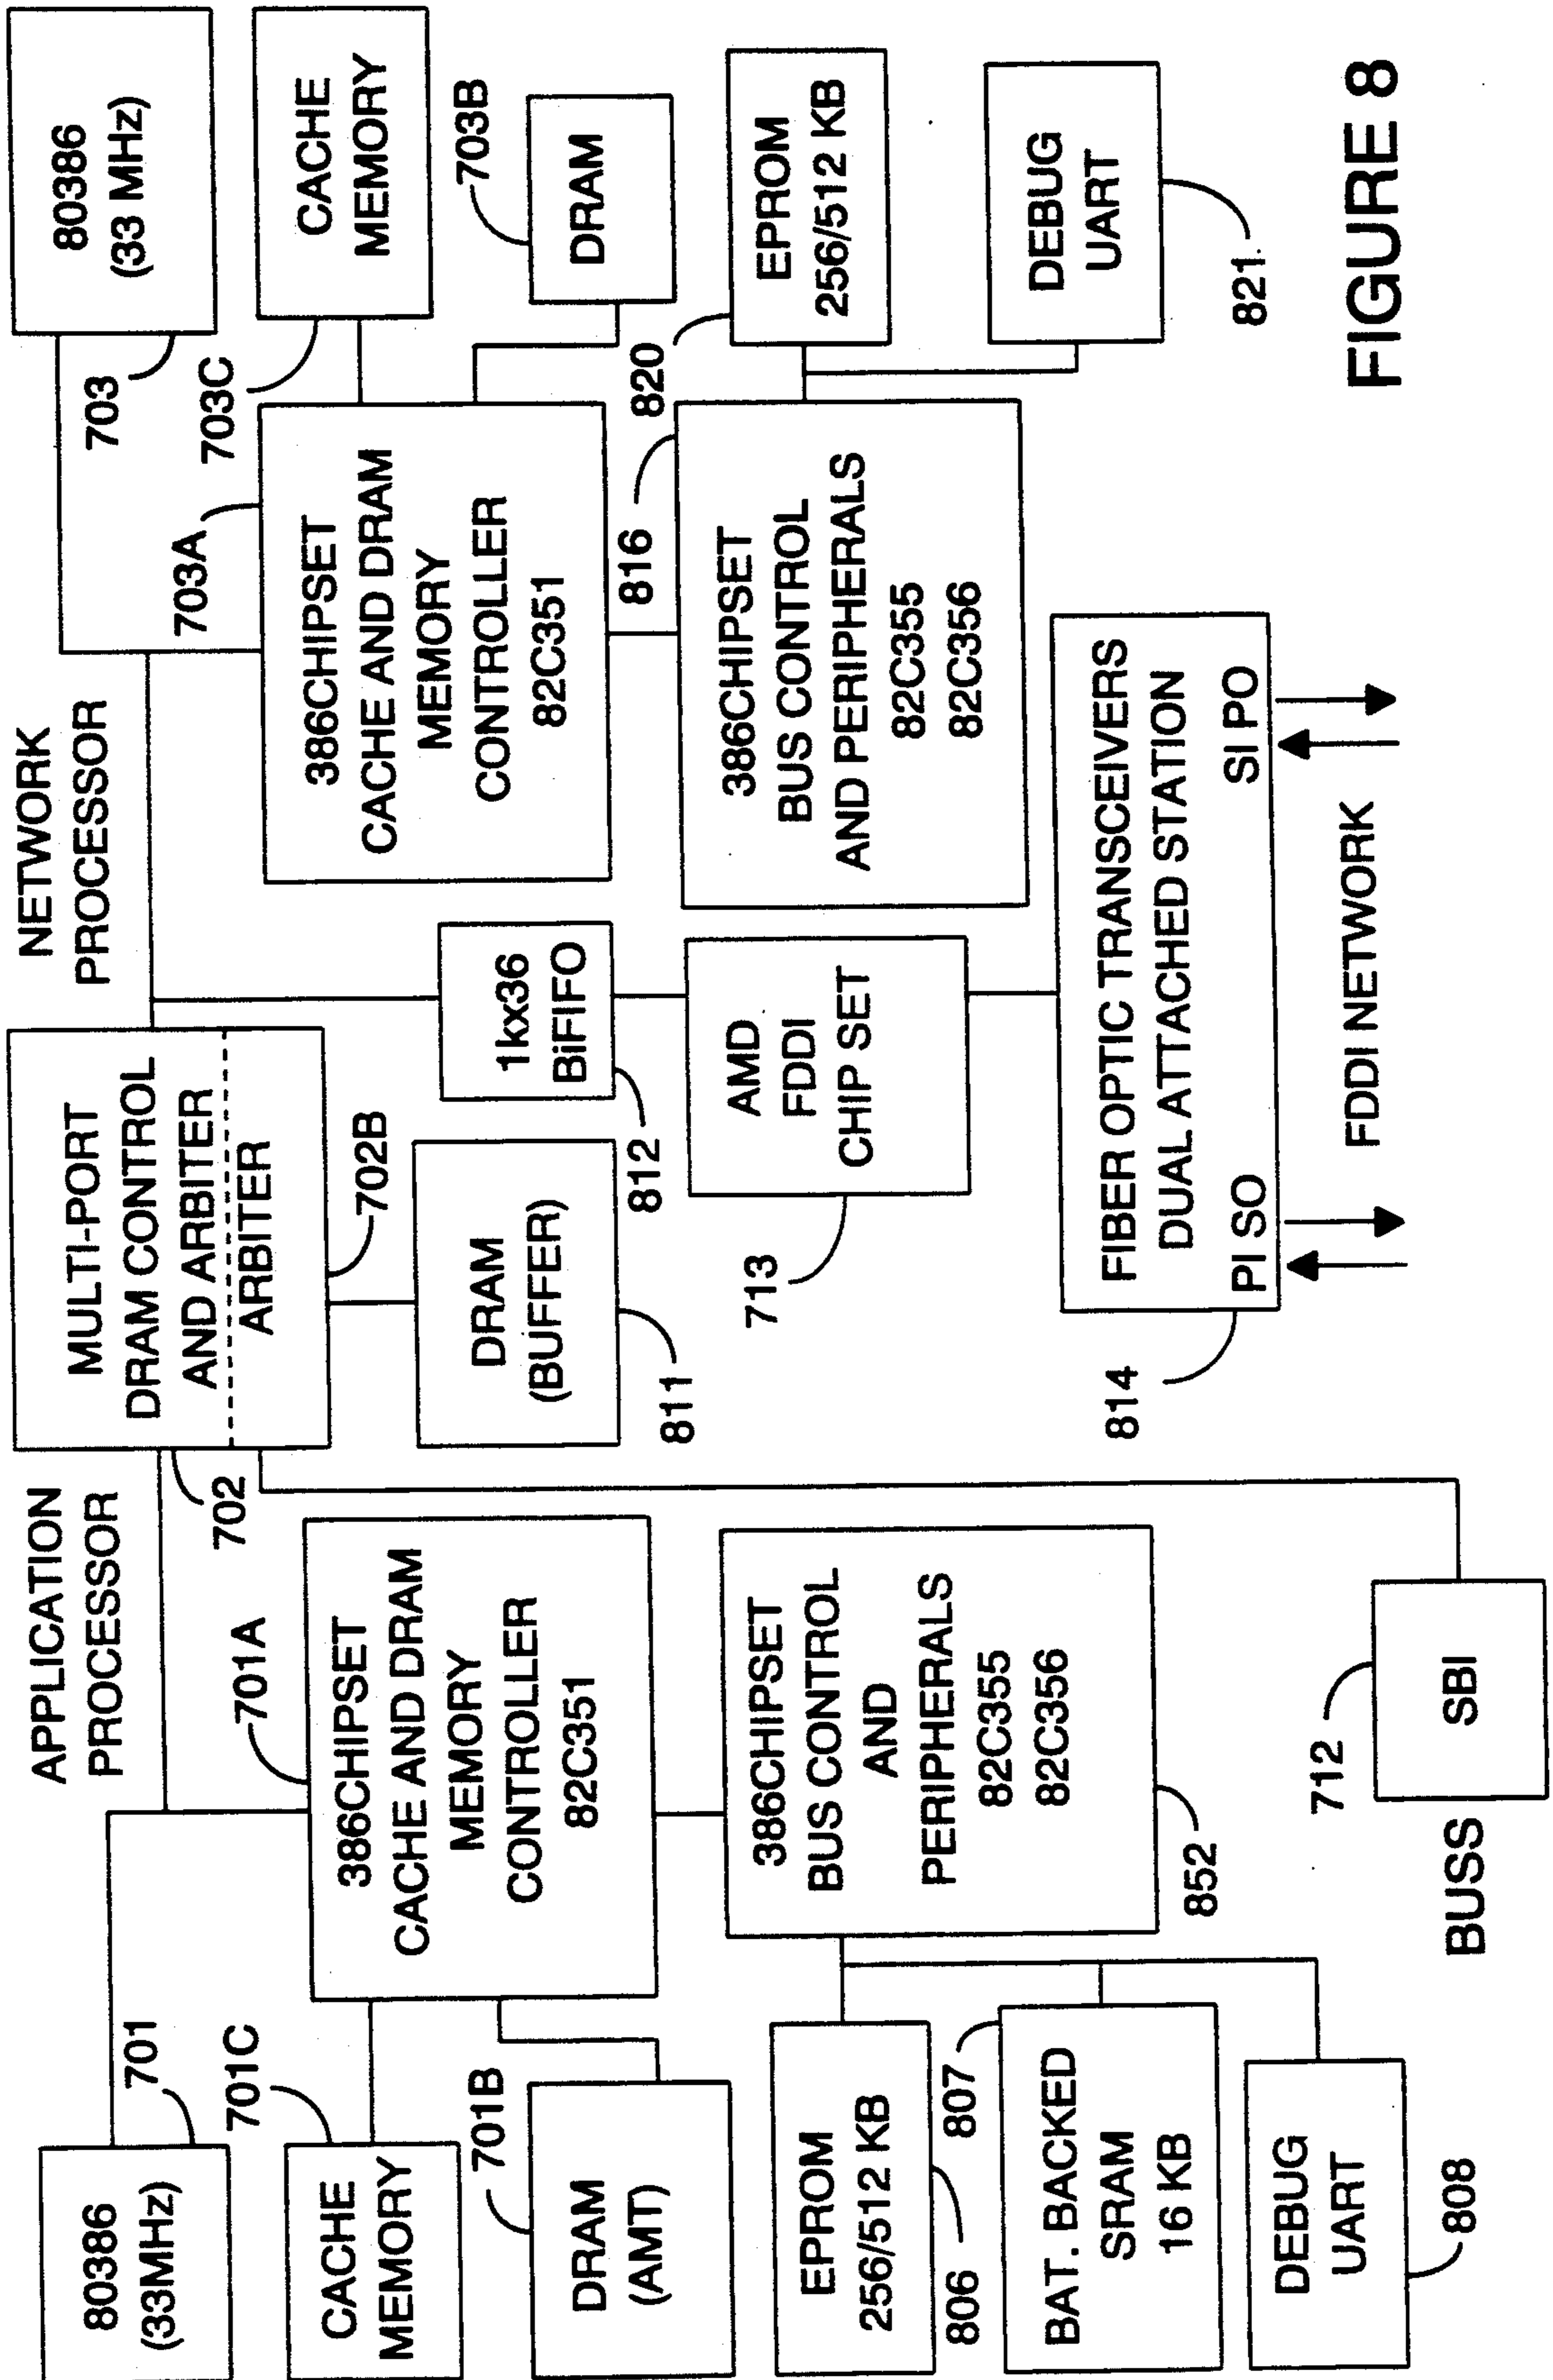 APPLICATION
PROCESSOR
NETWORK
PROCESSOR
80386
(33MHz)
701
CACHE
MEMORY
701C
DRAM
(AMT)
701B
701A
386CHIPSET
CACHE AND DRAM
MEMORY
CONTROLLER
82C351
EPROM
256/512 KB
806
BAT. BACKED
SRAM
16 KB
807
DEBUG
UART
808
386CHIPSET
BUS CONTROL
AND
PERIPHERALS
82C355
82C356
852
BUSS
SBI
712
MULTI-PORT
DRAM CONTROL
AND ARBITER
ARBITER
702
702B
DRAM
(BUFFER)
811
1kx36
BiFIFO
812
AMD
FDDI
CHIP SET
713
FIBER OPTIC TRANSCEIVERS
DUAL ATTACHED STATION
PI SO
SI PO
814
FDDI NETWORK
80386
(33 MHz)
703
CACHE
MEMORY
703C
DRAM
703B
703A
386CHIPSET
CACHE AND DRAM
MEMORY
CONTROLLER
82C351
816
386CHIPSET
BUS CONTROL
AND PERIPHERALS
82C355
82C356
820
EPROM
256/512 KB
DEBUG
UART
821
FIGURE 8